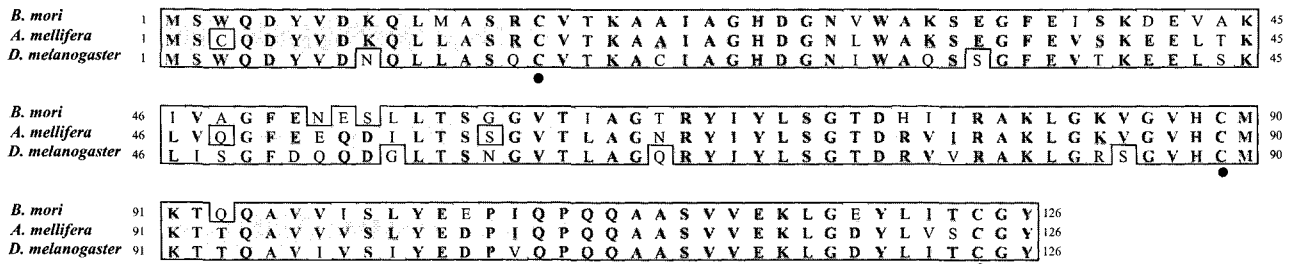 B. mori 1 M S W Q D Y V D K Q L M A S R C V T K A A I A G H D G N V W A K S E G F E I S K D E V A K 45
A. mellifera 1 M S C Q D Y V D K Q L L A S R C V T K A A I A G H D G N L W A K S E G F E V S K E E L T K 45
D. melanogaster 1 M S W Q D Y V D N Q L L A S Q C V T K A C I A G H D G N I W A Q S S G F E V T K E E L S K 45
B. mori 46 I V A G F E N E S L L T S G G V T I A G T R Y I Y L S G T D H I I R A K L G K V G V H C M 90
A. mellifera 46 L V Q G F E E Q D I L T S S G V T L A G N R Y I Y L S G T D R V I R A K L G K V G V H C M 90
D. melanogaster 46 L I S G F D Q Q D G L T S N G V T L A G Q R Y I Y L S G T D R V V R A K L G R S G V H C M 90
B. mori 91 K T Q Q A V V I S L Y E E P I Q P Q Q A A S V V E K L G E Y L I T C G Y 126
A. mellifera 91 K T T Q A V V V S L Y E D P I Q P Q Q A A S V V E K L G D Y L V S C G Y 126
D. melanogaster 91 K T T Q A V I V S I Y E D P V Q P Q Q A A S V V E K L G D Y L I T C G Y 126